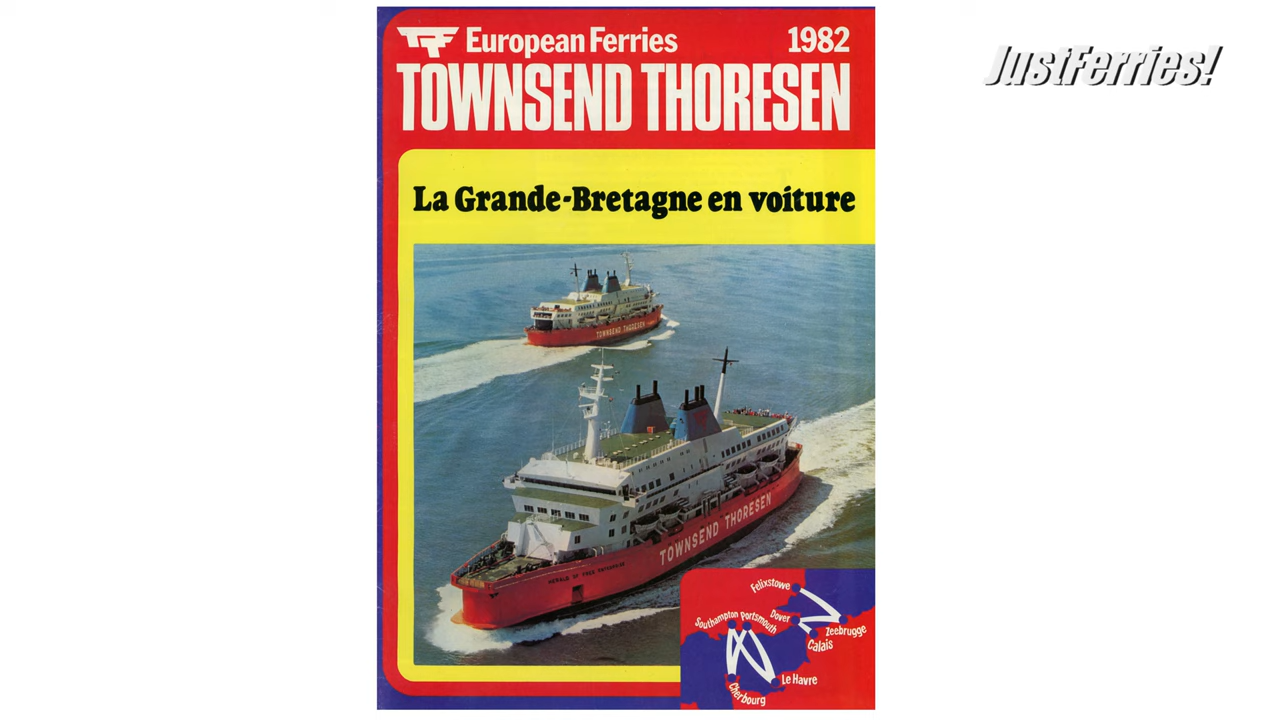 European Ferries 1982
TOWNSEND THORESEN
JustFerries!
La Grande-Bretagne en voiture
TOWNSEND THORESEN
TOWNSEND THORESEN
HERALD OF FREE ENTERPRISE
Felixstowe
Dover
Southampton Portsmouth
Zeebrugge
Calais
Le Havre
Cherbourg